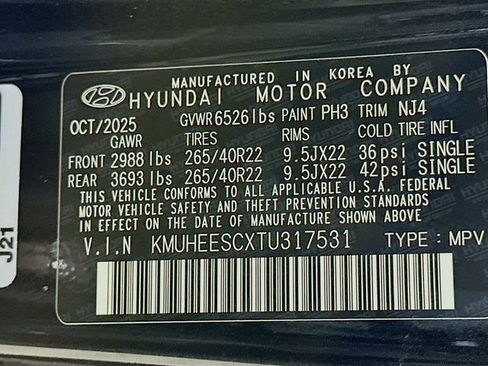 MANUFACTURED IN KOREA BY
HYUNDAI MOTOR COMPANY
OCT/2025 GVWR 6526 lbs PAINT PH3 TRIM NJ4
GAWR TIRES RIMS COLD TIRE INFL
FRONT 2988 lbs 265/40R22 9.5JX22 36psi SINGLE
REAR 3693 lbs 265/40R22 9.5JX22 42psi SINGLE
THIS VEHICLE CONFORMS TO ALL APPLICABLE U.S.A. FEDERAL
MOTOR VEHICLE SAFETY AND THEFT PREVENTION STANDARDS IN
EFFECT ON THE DATE OF MANUFACTURE SHOWN ABOVE.
V.I.N KMUHEESCXTU317531 TYPE: MPV
J21